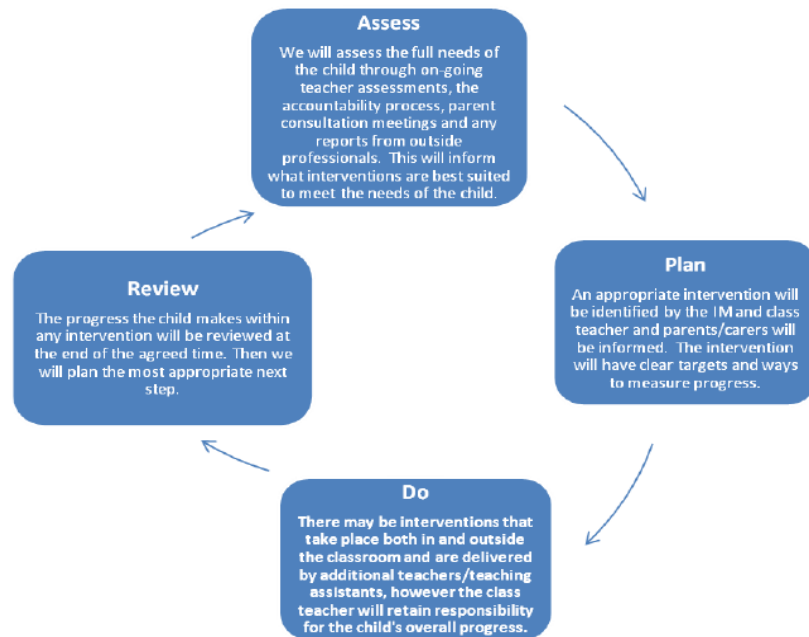 Assess
We will assess the full needs of
the child through on-going
teacher assessments, the
accountability process, parent
consultation meetings and any
reports from outside
professionals. This will inform
what interventions are best suited
to meet the needs of the child.
Plan
An appropriate intervention will
be identified by the IM and class
teacher and parents/carers will
be informed. The intervention
will have clear targets and ways
to measure progress.
Do
There may be interventions that
take place both in and outside
the classroom and are delivered
by additional teachers/teaching
assistants, however the class
teacher will retain responsibility
for the child's overall progress.
Review
The progress the child makes within
any intervention will be reviewed at
the end of the agreed time. Then we
will plan the most appropriate next
step.